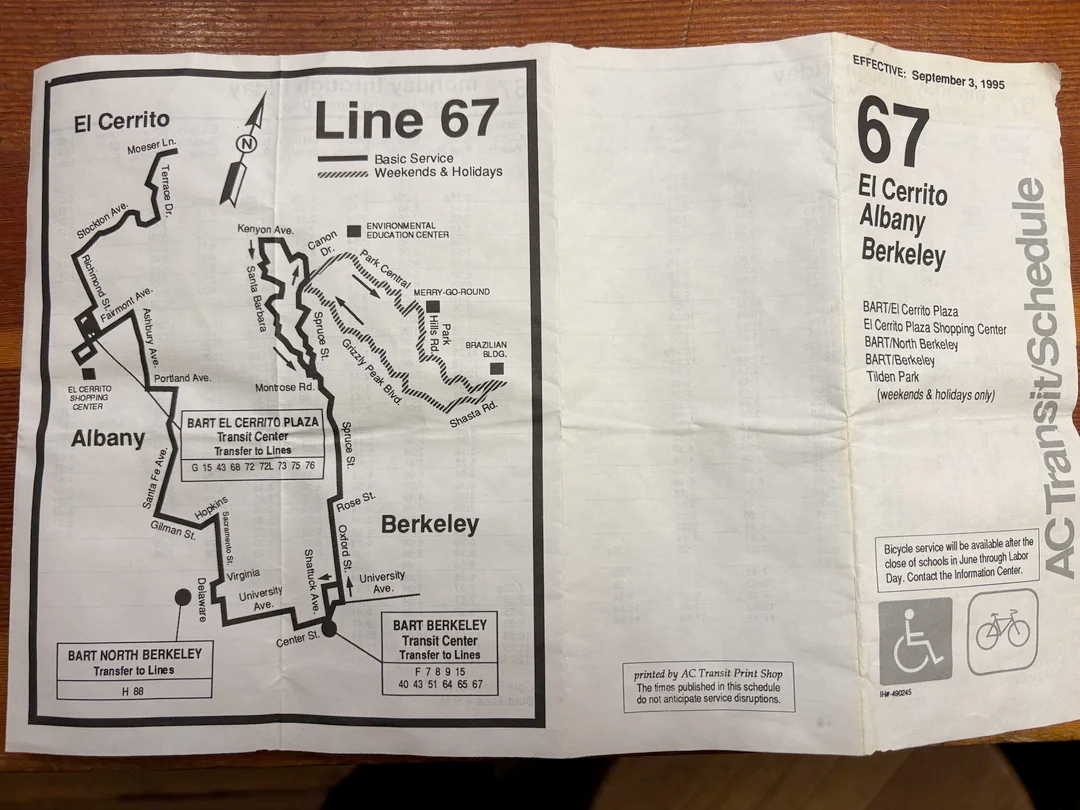 El Cerrito
Moeser Ln.
Terrace Dr.
Stockton Ave.
Richmond St.
Fairmont Ave.
Ashbury Ave.
EL CERRITO
SHOPPING
CENTER
Portland Ave.
Albany
Santa Fe Ave.
Gilman St.
Hopkins
Sacramento St.
Virginia
Delaware
University
Ave.
Center St.
Shattuck Ave.
N
Line 67
Basic Service
Weekends & Holidays
Kenyon Ave.
Santa Barbara
Canon
Dr.
ENVIRONMENTAL
EDUCATION CENTER
Park Central
MERRY-GO-ROUND
Park
Hills Rd.
BRAZILIAN
BLDG.
Spruce St.
Grizzly Peak Blvd.
Shasta Rd.
Montrose Rd.
Spruce St.
Rose St.
Oxford St.
Berkeley
University
Ave.
BART EL CERRITO PLAZA
Transit Center
Transfer to Lines
G 15 43 68 72 72L 73 75 76
BART NORTH BERKELEY
Transfer to Lines
H 88
BART BERKELEY
Transit Center
Transfer to Lines
F 7 8 9 15
40 43 51 64 65 67
printed by AC Transit Print Shop
The times published in this schedule
do not anticipate service disruptions.
EFFECTIVE: September 3, 1995
67
El Cerrito
Albany
Berkeley
BART/El Cerrito Plaza
El Cerrito Plaza Shopping Center
BART/North Berkeley
BART/Berkeley
Tilden Park
(weekends & holidays only)
AC Transit/Schedule
Bicycle service will be available after the
close of schools in June through Labor
Day. Contact the Information Center.
IH#-490245